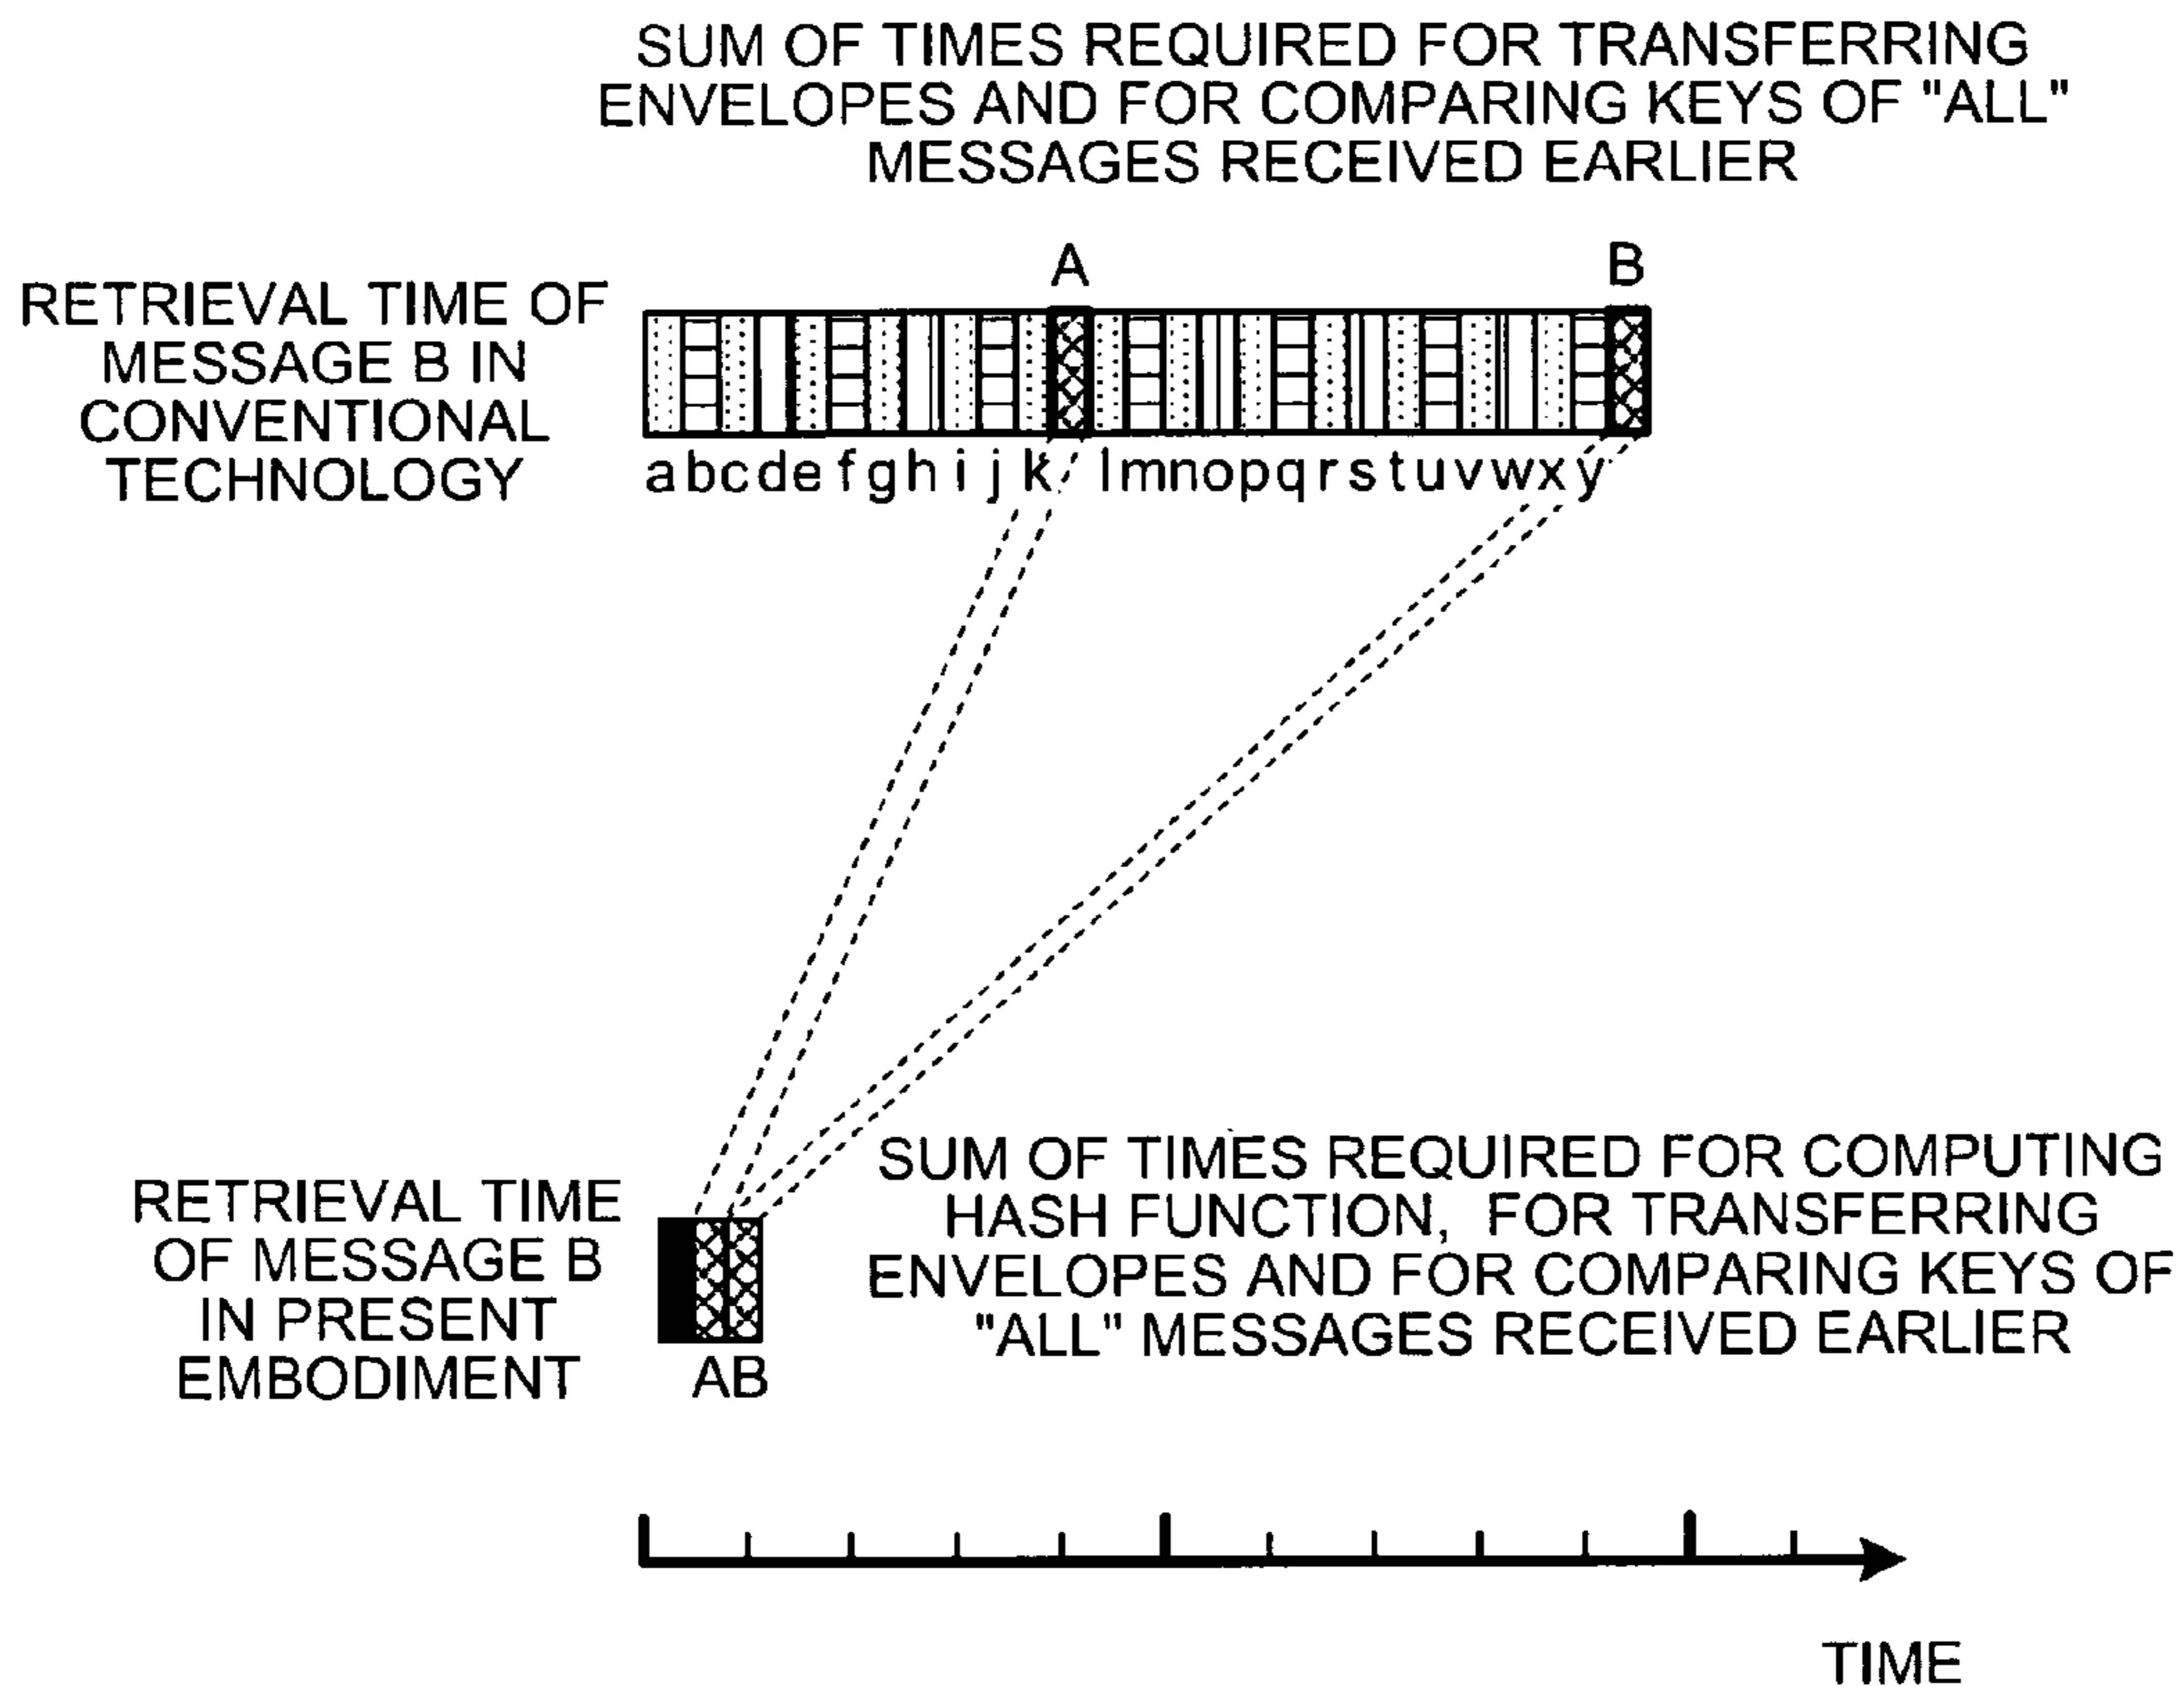 SUM OF TIMES REQUIRED FOR TRANSFERRING
ENVELOPES AND FOR COMPARING KEYS OF "ALL"
MESSAGES RECEIVED EARLIER
A
B
RETRIEVAL TIME OF
MESSAGE B IN
CONVENTIONAL
TECHNOLOGY
a b c d e f g h i j k l m n o p q r s t u v w x y
RETRIEVAL TIME
OF MESSAGE B
IN PRESENT
EMBODIMENT
AB
SUM OF TIMES REQUIRED FOR COMPUTING
HASH FUNCTION, FOR TRANSFERRING
ENVELOPES AND FOR COMPARING KEYS OF
"ALL" MESSAGES RECEIVED EARLIER
TIME